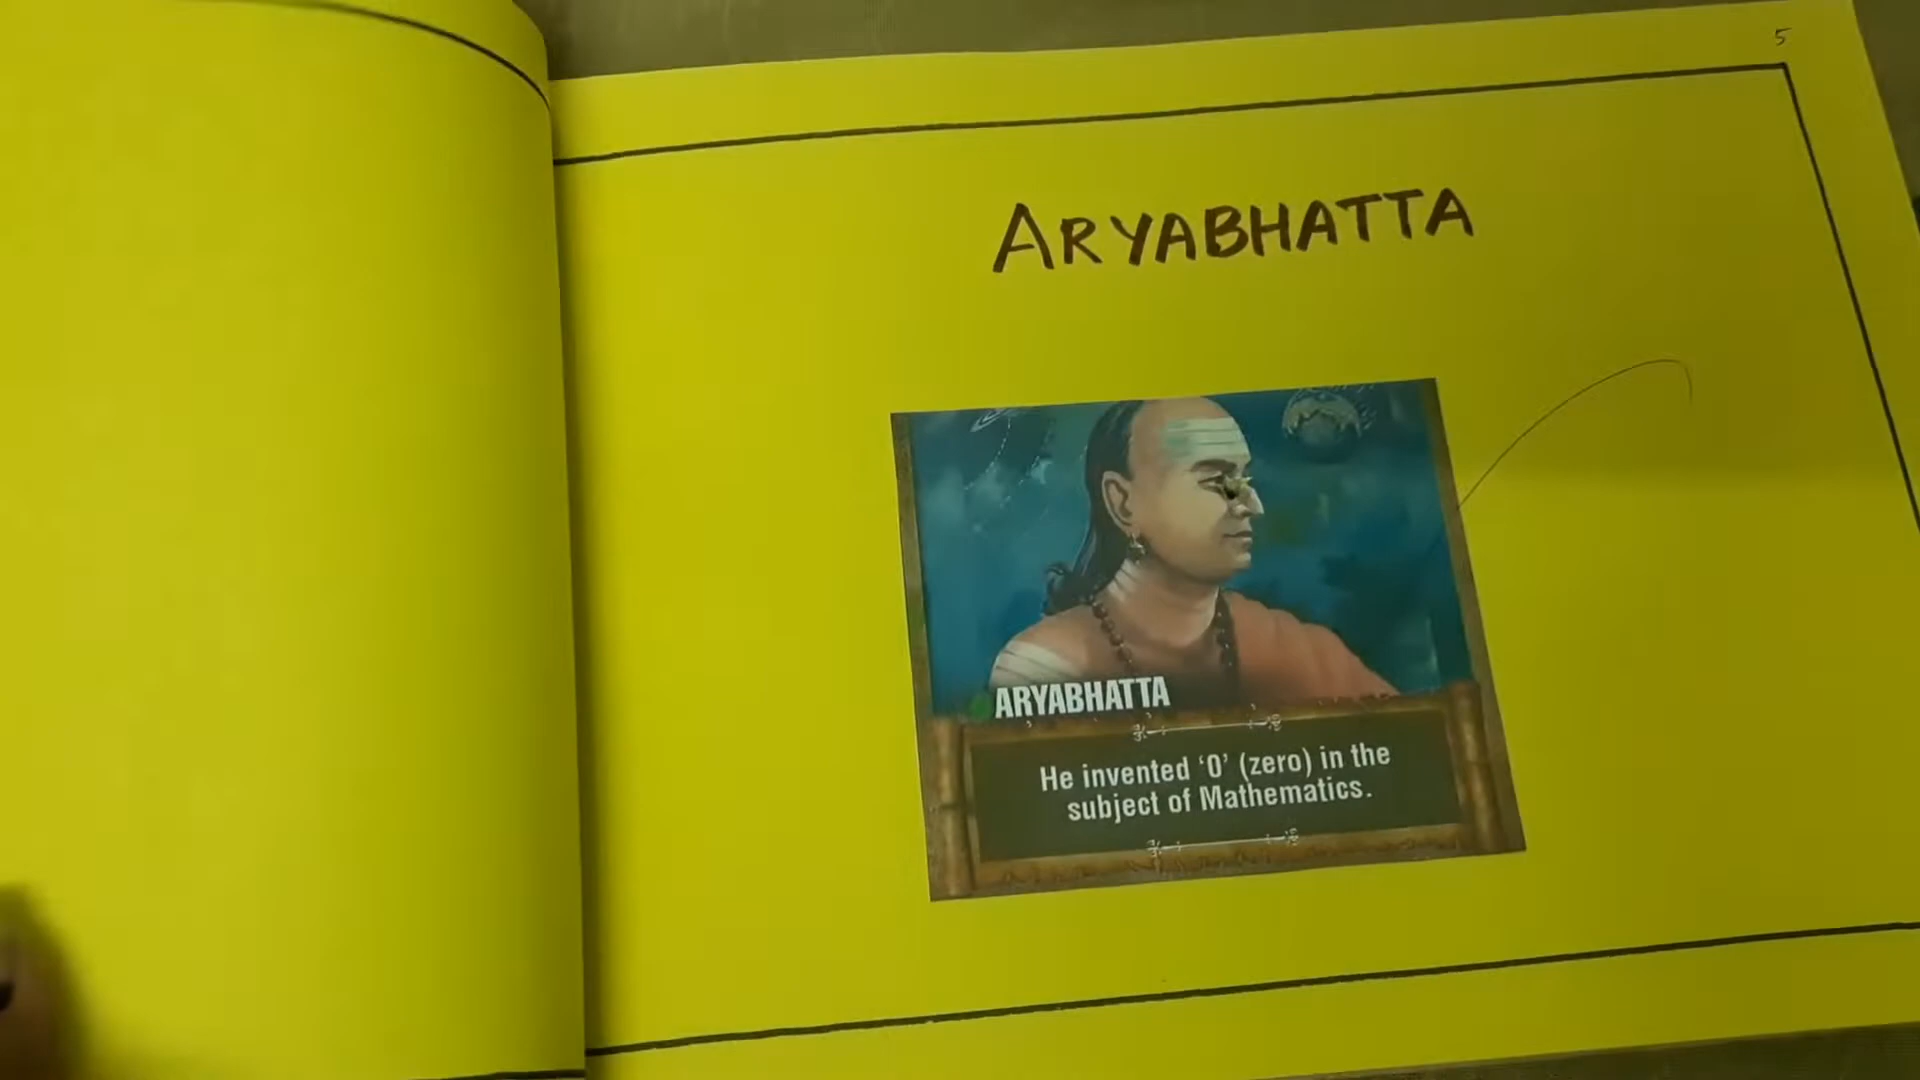 5
ARYABHATTA
ARYABHATTA
He invented ‘0’ (zero) in the
subject of Mathematics.